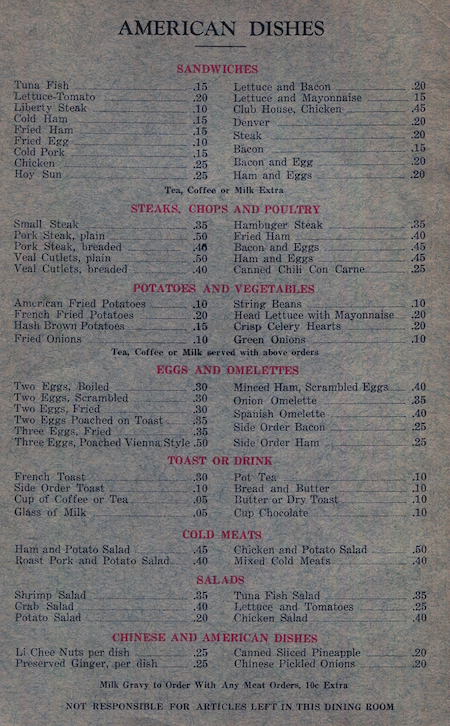 AMERICAN DISHES
SANDWICHES
Tuna Fish .15
Lettuce-Tomato .20
Liberty Steak .10
Cold Ham .15
Fried Ham .15
Fried Egg .10
Cold Pork .15
Chicken .25
Hoy Sun .25
Lettuce and Bacon .20
Lettuce and Mayonnaise 15
Club House, Chicken .45
Denver .20
Steak .20
Bacon .15
Bacon and Egg .20
Ham and Eggs .20
Tea, Coffee or Milk Extra
STEAKS, CHOPS AND POULTRY
Small Steak .35
Pork Steak, plain .50
Pork Steak, breaded .40
Veal Cutlets, plain .50
Veal Cutlets, breaded .40
Hambuger Steak .35
Fried Ham .40
Bacon and Eggs .45
Ham and Eggs .45
Canned Chili Con Carne .25
POTATOES AND VEGETABLES
American Fried Potatoes .10
French Fried Potatoes .20
Hash Brown Potatoes .15
Fried Onions .10
String Beans .10
Head Lettuce with Mayonnaise .20
Crisp Celery Hearts .20
Green Onions .10
Tea, Coffee or Milk served with above orders
EGGS AND OMELETTES
Two Eggs, Boiled .30
Two Eggs, Scrambled .30
Two Eggs, Fried .30
Two Eggs Poached on Toast .35
Three Eggs, Fried .35
Three Eggs, Poached Vienna Style .50
Minced Ham, Scrambled Eggs .40
Onion Omelette .35
Spanish Omelette .40
Side Order Bacon .25
Side Order Ham .25
TOAST OR DRINK
French Toast .30
Side Order Toast .10
Cup of Coffee or Tea .05
Glass of Milk .05
Pot Tea .10
Bread and Butter .10
Butter or Dry Toast .10
Cup Chocolate .10
COLD MEATS
Ham and Potato Salad .45
Roast Pork and Potato Salad .40
Chicken and Potato Salad .50
Mixed Cold Meats .40
SALADS
Shrimp Salad .35
Crab Salad .40
Potato Salad .20
Tuna Fish Salad .35
Lettuce and Tomatoes .25
Chicken Salad .40
CHINESE AND AMERICAN DISHES
Li Chee Nuts per dish .25
Preserved Ginger, per dish .25
Canned Sliced Pineapple .20
Chinese Pickled Onions .20
Milk Gravy to Order With Any Meat Orders, 10c Extra
NOT RESPONSIBLE FOR ARTICLES LEFT IN THIS DINING ROOM